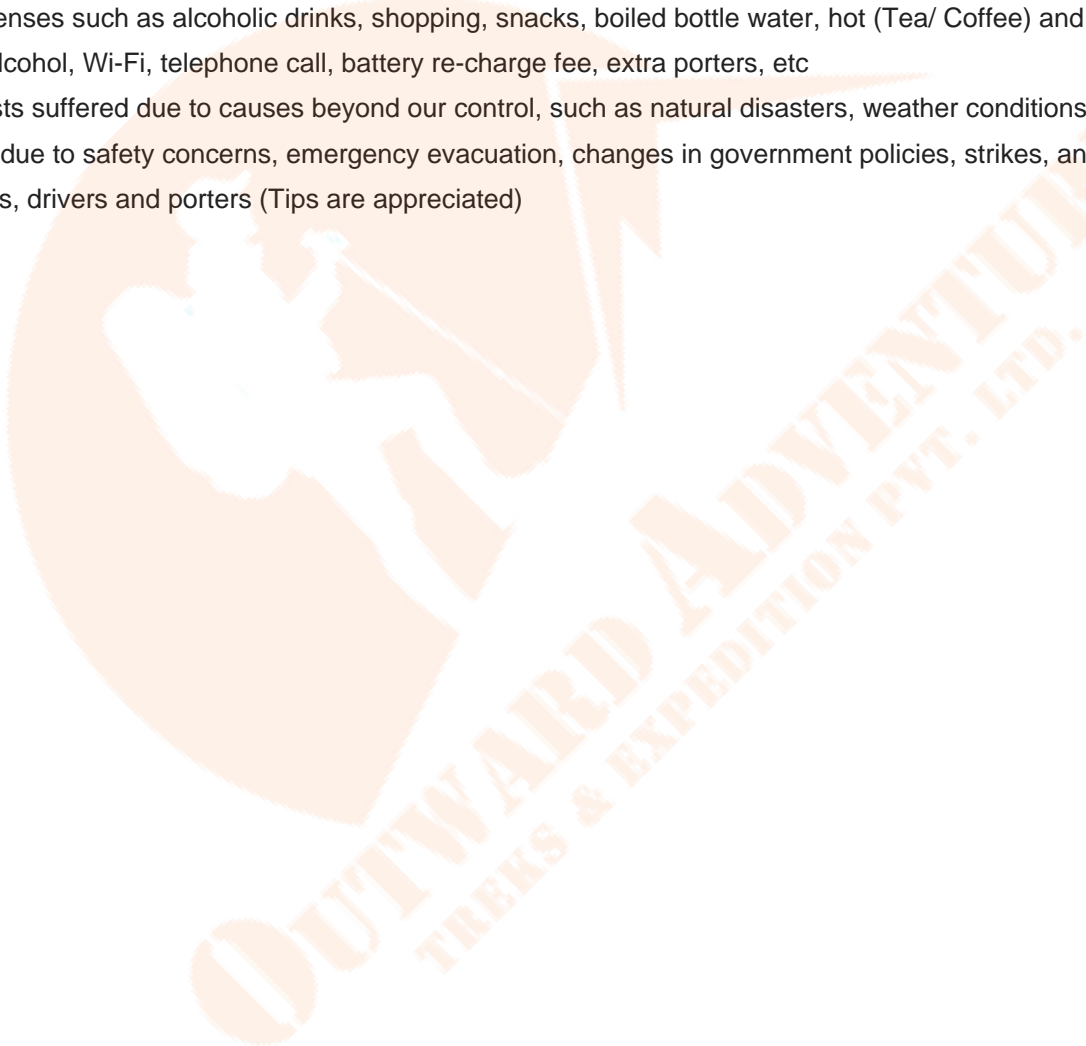 enses such as alcoholic drinks, shopping, snacks, boiled bottle water, hot (Tea/ Coffee) and
lcohol, Wi-Fi, telephone call, battery re-charge fee, extra porters, etc
sts suffered due to causes beyond our control, such as natural disasters, weather conditions
due to safety concerns, emergency evacuation, changes in government policies, strikes, an
s, drivers and porters (Tips are appreciated)
OUTWARD ADVENTUR
TREKS & EXPEDITION PVT. LTD.